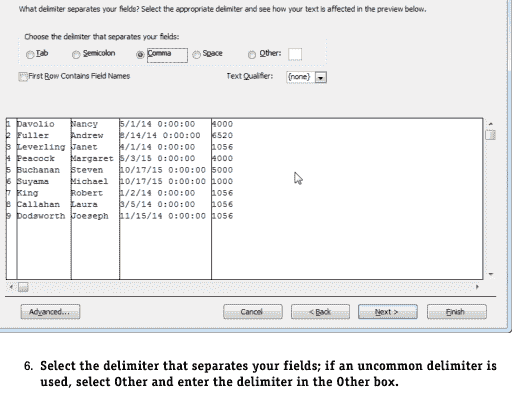 What delimiter separates your fields? Select the appropriate delimiter and see how your text is affected in the preview below.
Choose the delimiter that separates your fields:
Tab Semicolon Comma Space Other:
First Row Contains Field Names Text Qualifier: {none}
1 Davolio Nancy 5/1/14 0:00:00 4000
2 Fuller Andrew 8/14/14 0:00:00 6520
3 Leverling Janet 4/1/14 0:00:00 1056
4 Peacock Margaret 5/3/15 0:00:00 4000
5 Buchanan Steven 10/17/15 0:00:00 5000
6 Suyama Michael 10/17/15 0:00:00 1000
7 King Robert 1/2/14 0:00:00 1056
8 Callahan Laura 3/5/14 0:00:00 1056
9 Dodsworth Joeseph 11/15/14 0:00:00 1056
Advanced... Cancel < Back Next > Finish
6. Select the delimiter that separates your fields; if an uncommon delimiter is
used, select Other and enter the delimiter in the Other box.